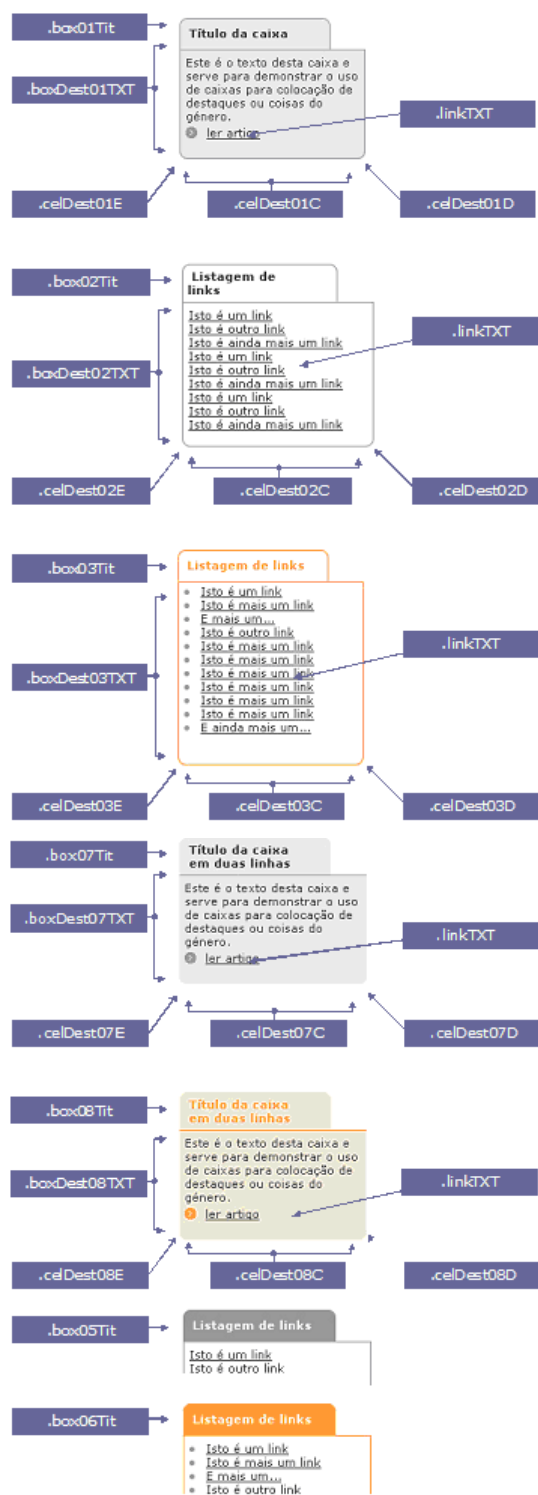 .box01Tit
Título da caixa
Este é o texto desta caixa e
serve para demonstrar o uso
de caixas para colocação de
destaques ou coisas do
género.
ler artigo
.boxDest01TXT
.linkTXT
.celDest01E
.celDest01C
.celDest01D
.box02Tit
Listagem de
links
Isto é um link
Isto é outro link
Isto é ainda mais um link
Isto é um link
Isto é outro link
Isto é ainda mais um link
Isto é um link
Isto é outro link
Isto é ainda mais um link
.linkTXT
.boxDest02TXT
.celDest02E
.celDest02C
.celDest02D
.box03Tit
Listagem de links
Isto é um link
Isto é mais um link
E mais um...
Isto é outro link
Isto é mais um link
Isto é mais um link
Isto é mais um link
Isto é mais um link
Isto é mais um link
Isto é mais um link
E ainda mais um...
.linkTXT
.boxDest03TXT
.celDest03E
.celDest03C
.celDest03D
.box07Tit
Título da caixa
em duas linhas
Este é o texto desta caixa e
serve para demonstrar o uso
de caixas para colocação de
destaques ou coisas do
género.
ler artigo
.boxDest07TXT
.linkTXT
.celDest07E
.celDest07C
.celDest07D
.box08Tit
Título da caixa
em duas linhas
Este é o texto desta caixa e
serve para demonstrar o uso
de caixas para colocação de
destaques ou coisas do
género.
ler artigo
.boxDest08TXT
.linkTXT
.celDest08E
.celDest08C
.celDest08D
.box05Tit
Listagem de links
Isto é um link
Isto é outro link
.box06Tit
Listagem de links
Isto é um link
Isto é mais um link
E mais um...
Isto é outro link